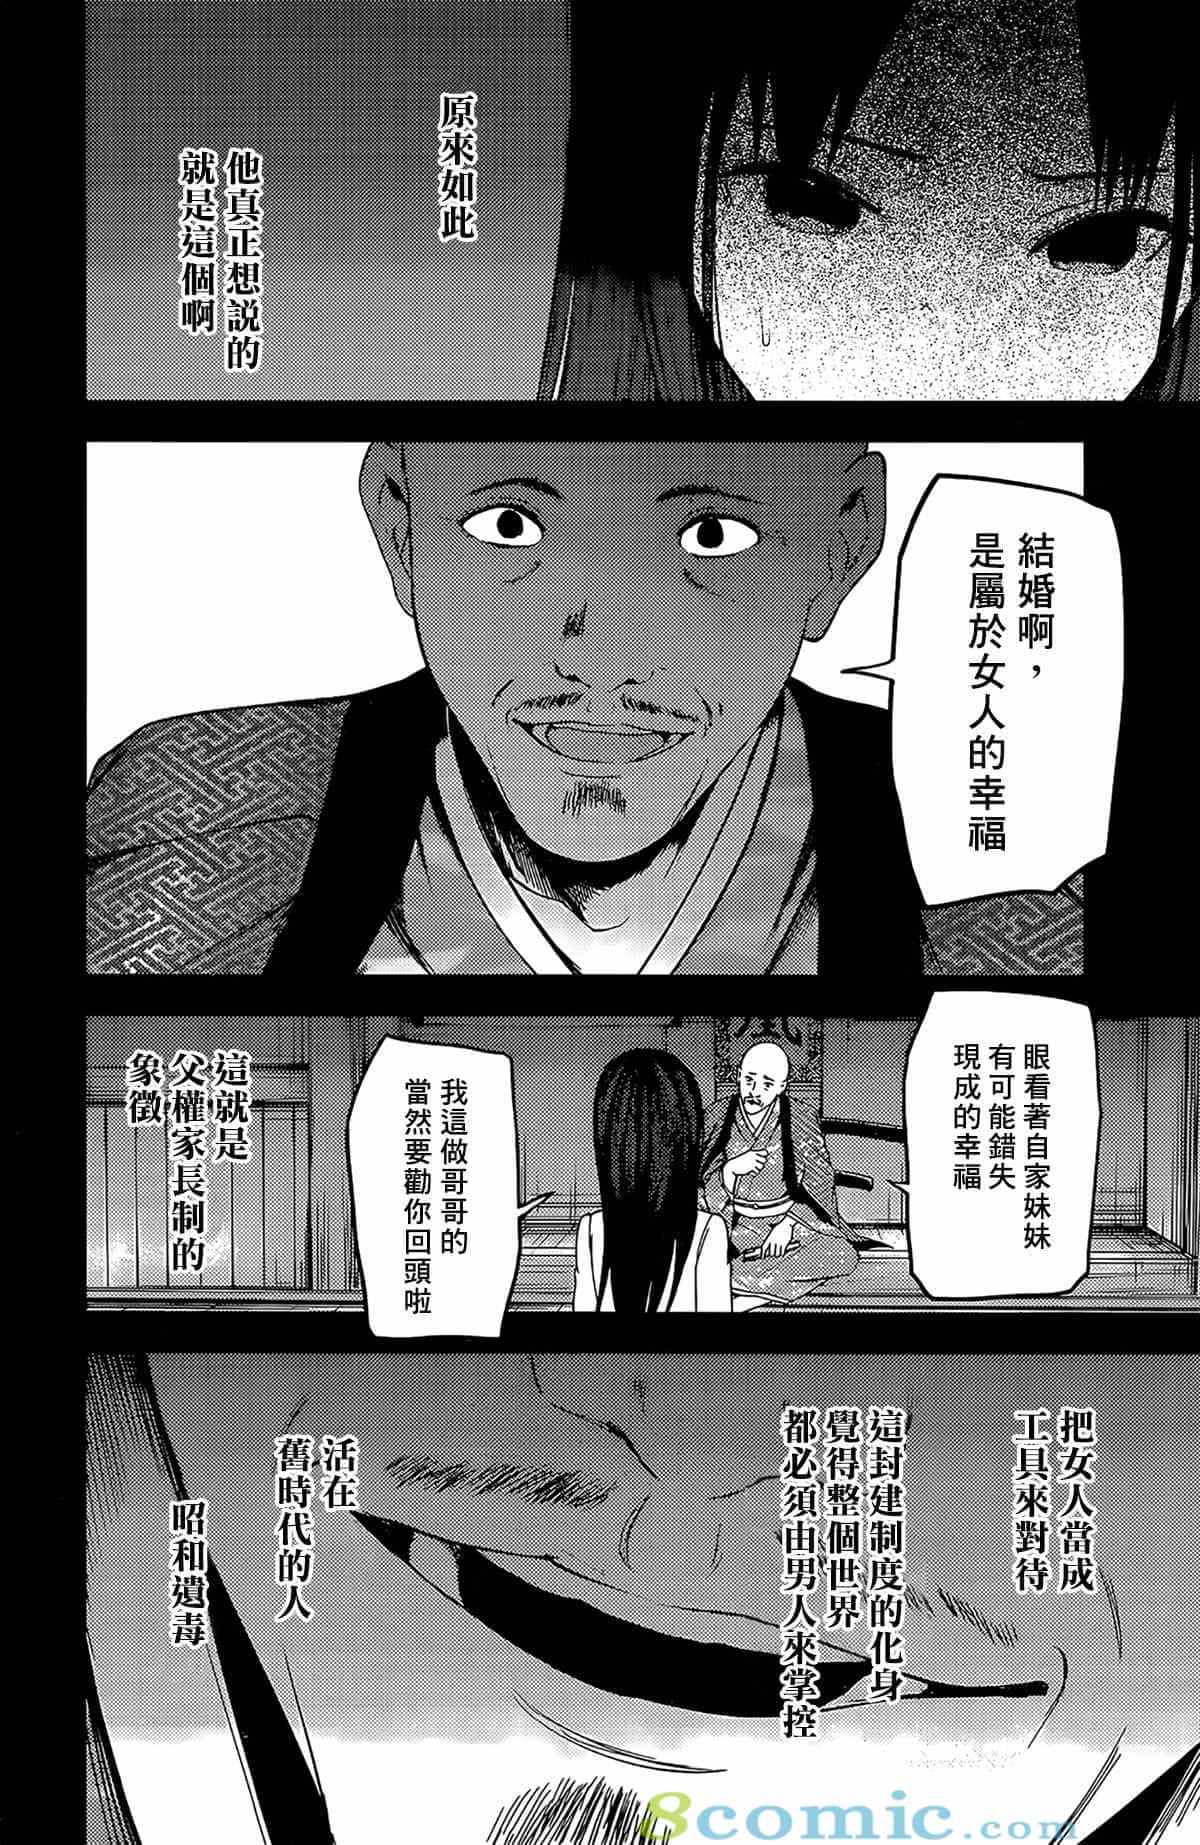 原來如此
他真正想説的
就是這個啊
結婚啊，
是屬於女人的幸福
眼看著自家妹妹
有可能錯失
現成的幸福
我這做哥哥的
當然要勸你回頭啦
這就是
父權家長制的
象徵
把女人當成
工具來對待
這封建制度的化身
覺得整個世界
都必須由男人來掌控
活在
舊時代的人
昭和遺毒
8comic.com